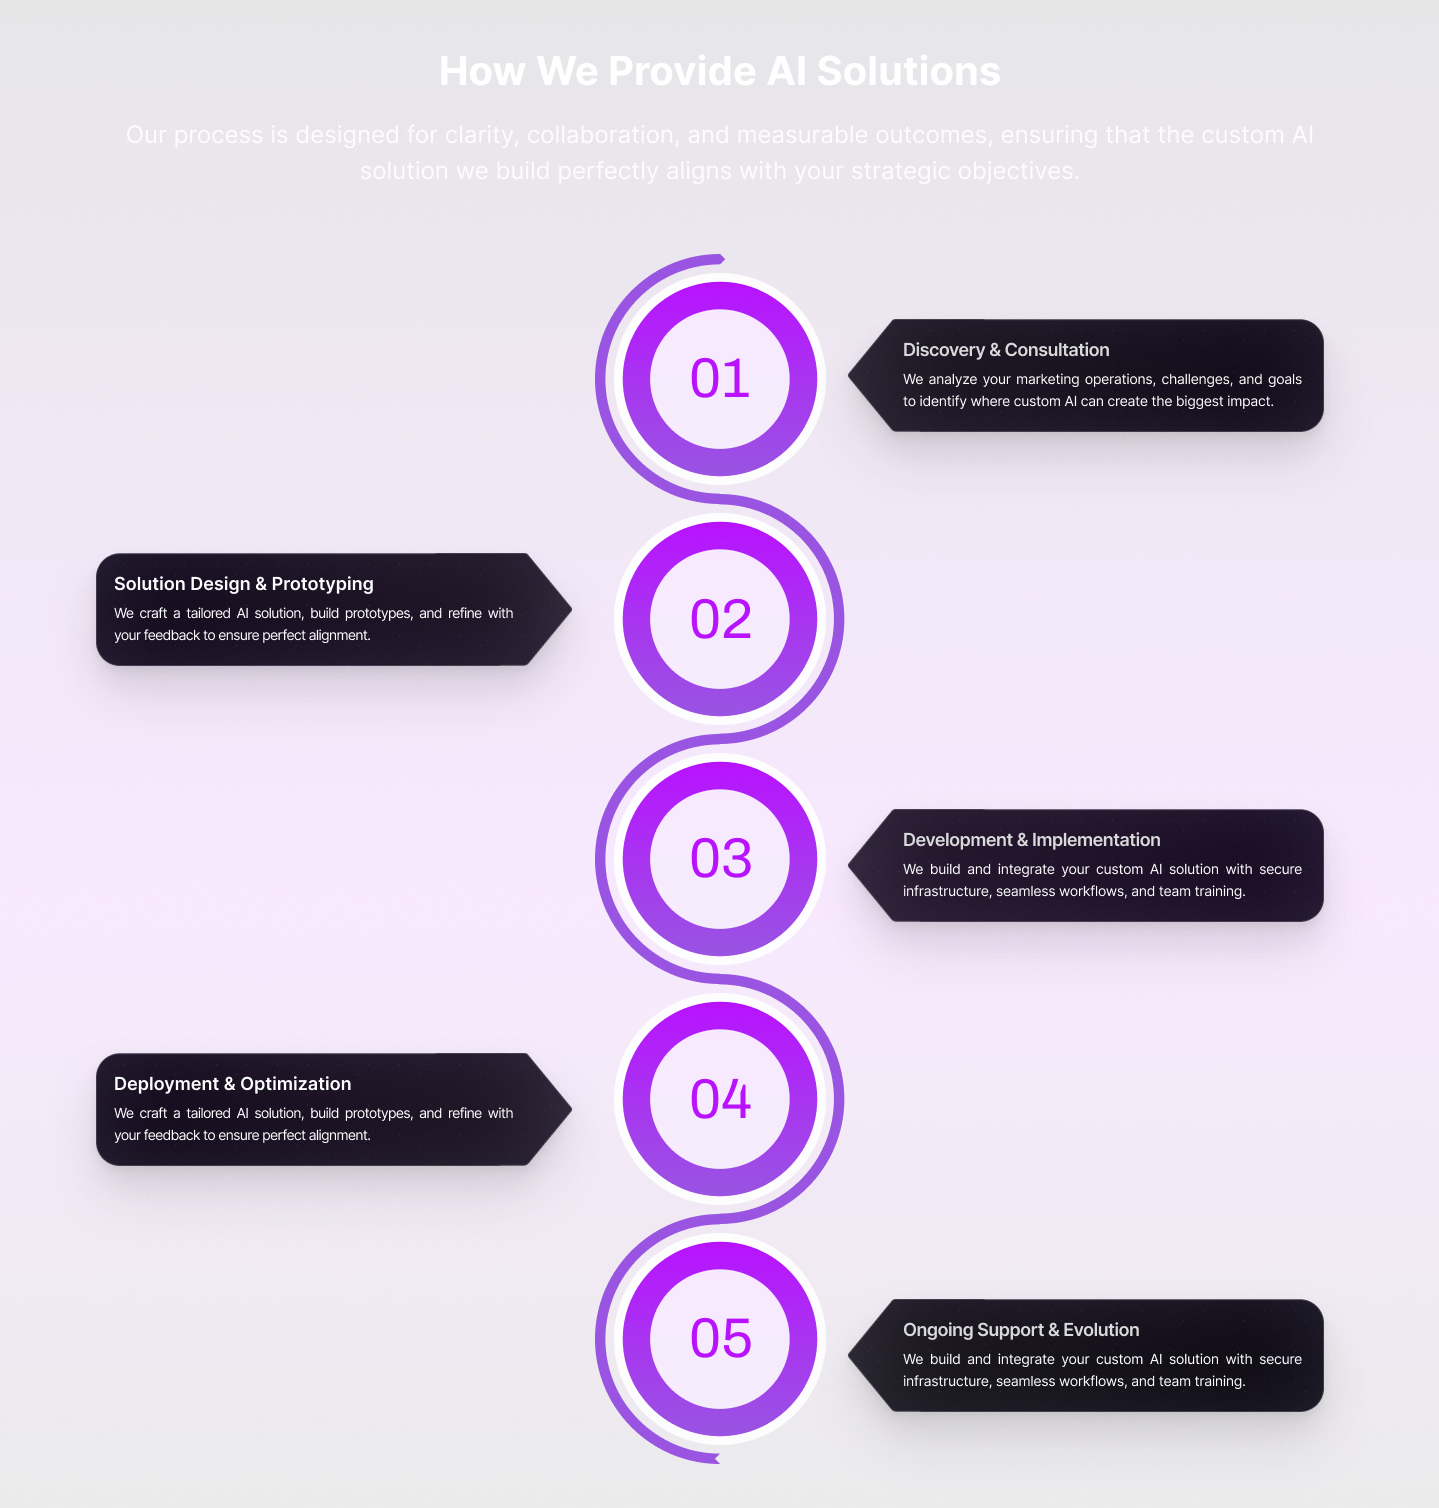 How We Provide AI Solutions
Our process is designed for clarity, collaboration, and measurable outcomes, ensuring that the custom AI
solution we build perfectly aligns with your strategic objectives.
01
Discovery & Consultation
We analyze your marketing operations, challenges, and goals
to identify where custom AI can create the biggest impact.
Solution Design & Prototyping
We craft a tailored AI solution, build prototypes, and refine with
your feedback to ensure perfect alignment.
02
03
Development & Implementation
We build and integrate your custom AI solution with secure
infrastructure, seamless workflows, and team training.
Deployment & Optimization
We craft a tailored AI solution, build prototypes, and refine with
your feedback to ensure perfect alignment.
04
05
Ongoing Support & Evolution
We build and integrate your custom AI solution with secure
infrastructure, seamless workflows, and team training.